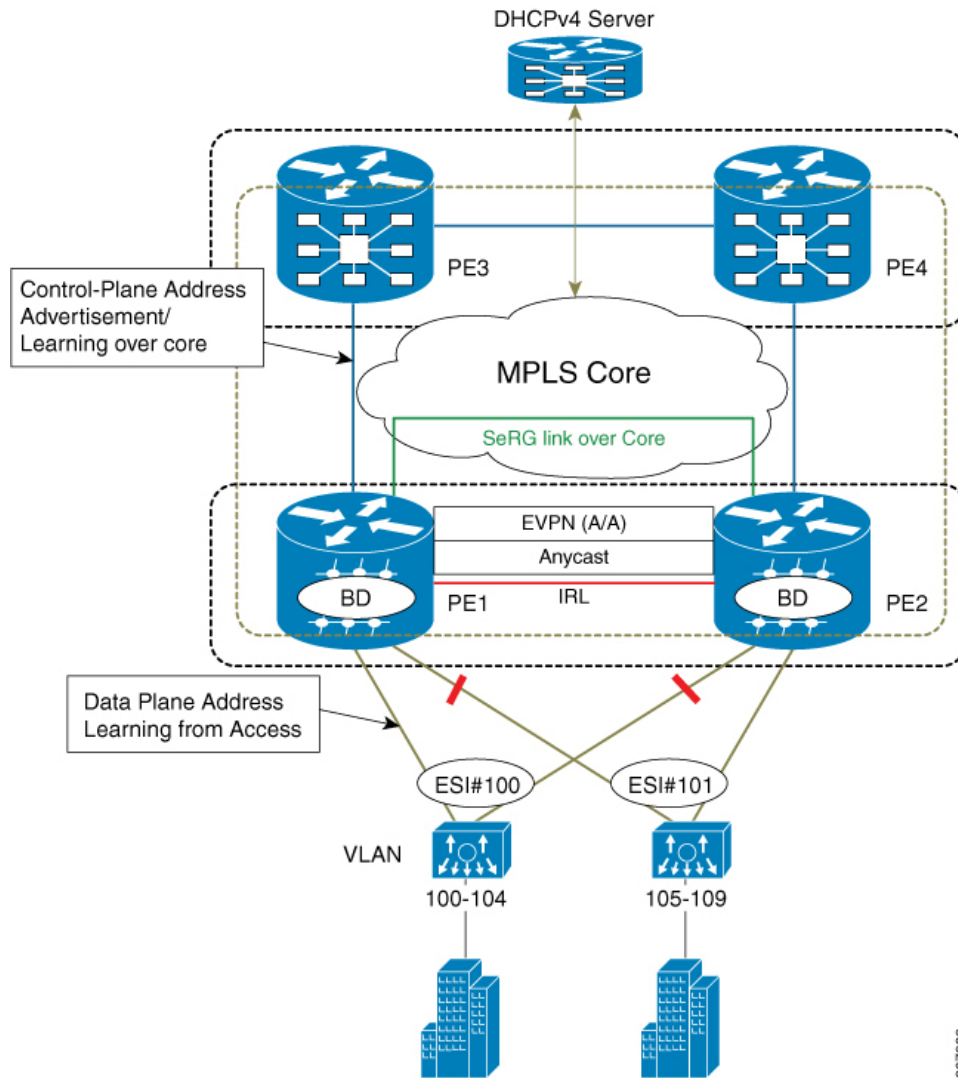 DHCPv4 Server
PE3
PE4
Control-Plane Address
Advertisement/
Learning over core
MPLS Core
SeRG link over Core
EVPN (A/A)
Anycast
IRL
BD
PE1
BD
PE2
Data Plane Address
Learning from Access
ESI#100
ESI#101
VLAN
100-104
105-109